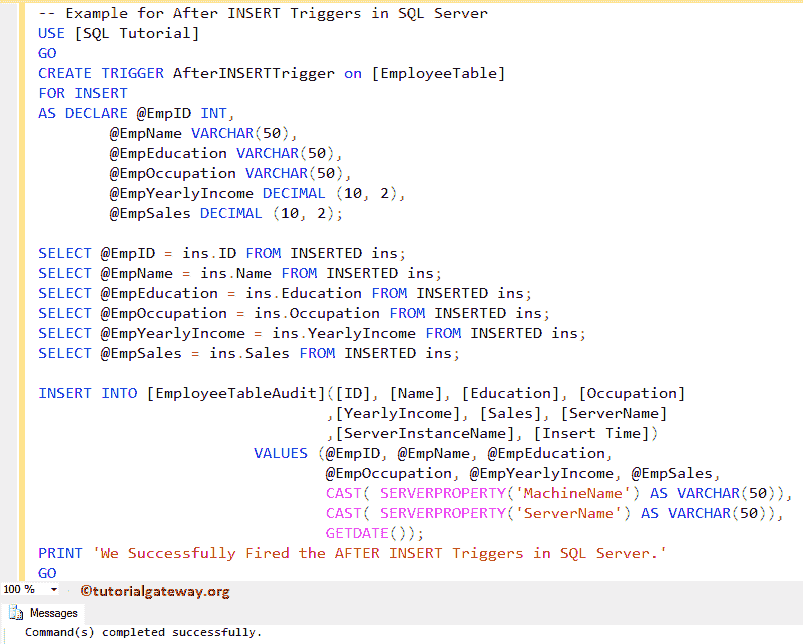 -- Example for After INSERT Triggers in SQL Server
USE [SQL Tutorial]
GO
CREATE TRIGGER AfterINSERTTrigger on [EmployeeTable]
FOR INSERT
AS DECLARE @EmpID INT,
@EmpName VARCHAR(50),
@EmpEducation VARCHAR(50),
@EmpOccupation VARCHAR(50),
@EmpYearlyIncome DECIMAL (10, 2),
@EmpSales DECIMAL (10, 2);
SELECT @EmpID = ins.ID FROM INSERTED ins;
SELECT @EmpName = ins.Name FROM INSERTED ins;
SELECT @EmpEducation = ins.Education FROM INSERTED ins;
SELECT @EmpOccupation = ins.Occupation FROM INSERTED ins;
SELECT @EmpYearlyIncome = ins.YearlyIncome FROM INSERTED ins;
SELECT @EmpSales = ins.Sales FROM INSERTED ins;
INSERT INTO [EmployeeTableAudit]([ID], [Name], [Education], [Occupation]
,[YearlyIncome], [Sales], [ServerName]
,[ServerInstanceName], [Insert Time])
VALUES (@EmpID, @EmpName, @EmpEducation,
@EmpOccupation, @EmpYearlyIncome, @EmpSales,
CAST( SERVERPROPERTY('MachineName') AS VARCHAR(50)),
CAST( SERVERPROPERTY('ServerName') AS VARCHAR(50)),
GETDATE());
PRINT 'We Successfully Fired the AFTER INSERT Triggers in SQL Server.'
GO
100 % ©tutorialgateway.org
Messages
Command(s) completed successfully.